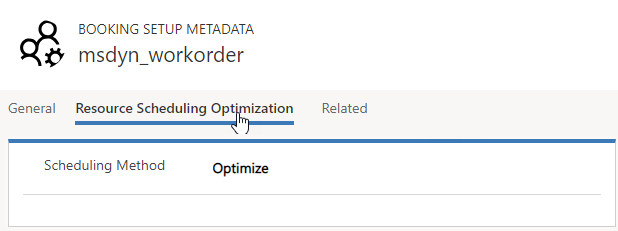 BOOKING SETUP METADATA
msdyn_workorder
General Resource Scheduling Optimization Related
Scheduling Method Optimize